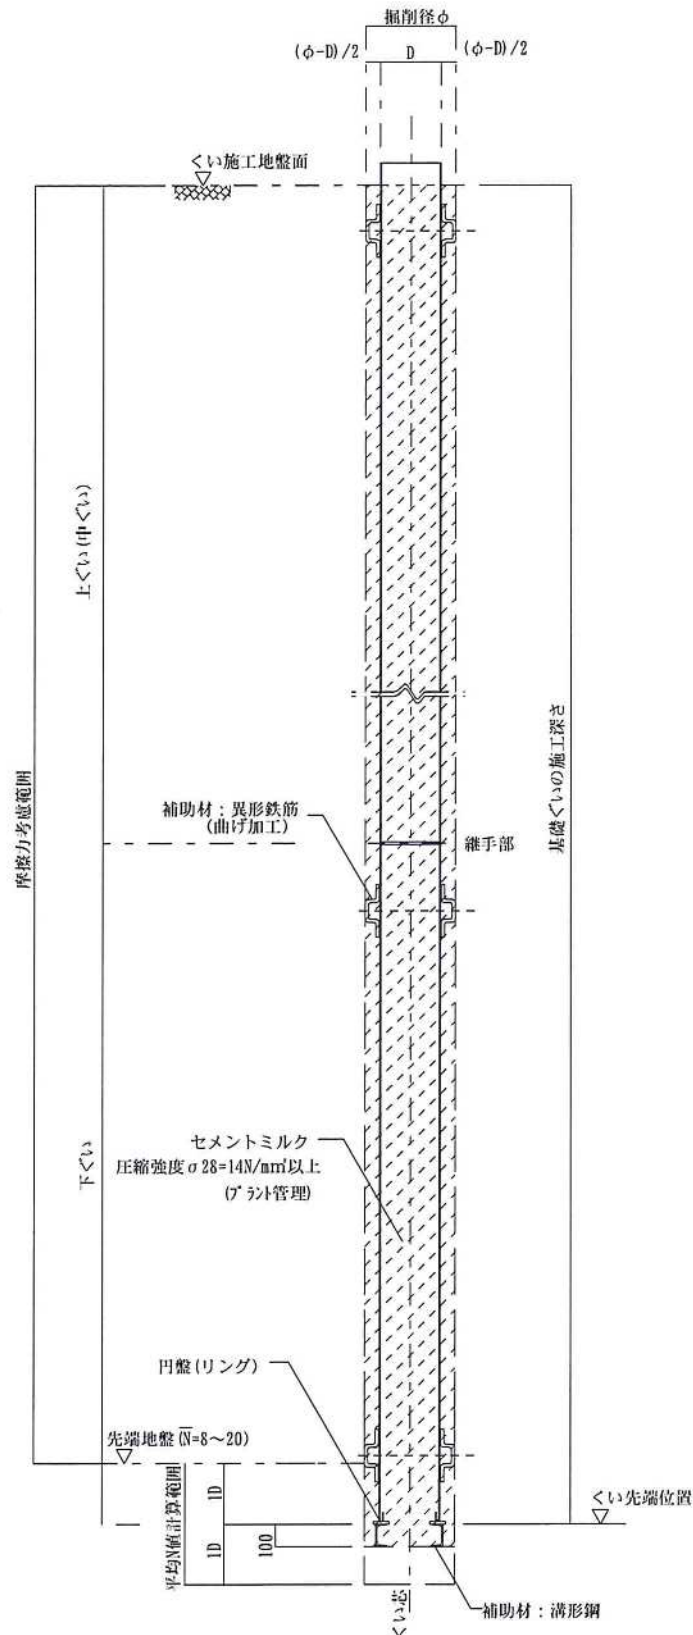 掘削径φ
(φ-D)/2
D
(φ-D)/2
くい施工地盤面
上ぐい(中ぐい)
摩擦力考慮範囲
基礎ぐいの施工深さ
補助材：異形鉄筋
(曲げ加工)
継手部
下ぐい
セメントミルク
圧縮強度σ28=14N/mm²以上
(プラント管理)
円盤(リング)
先端地盤(N̅=8～20)
平均N値計算範囲
1D
1D
100
くい先端位置
くい芯
補助材：溝形鋼